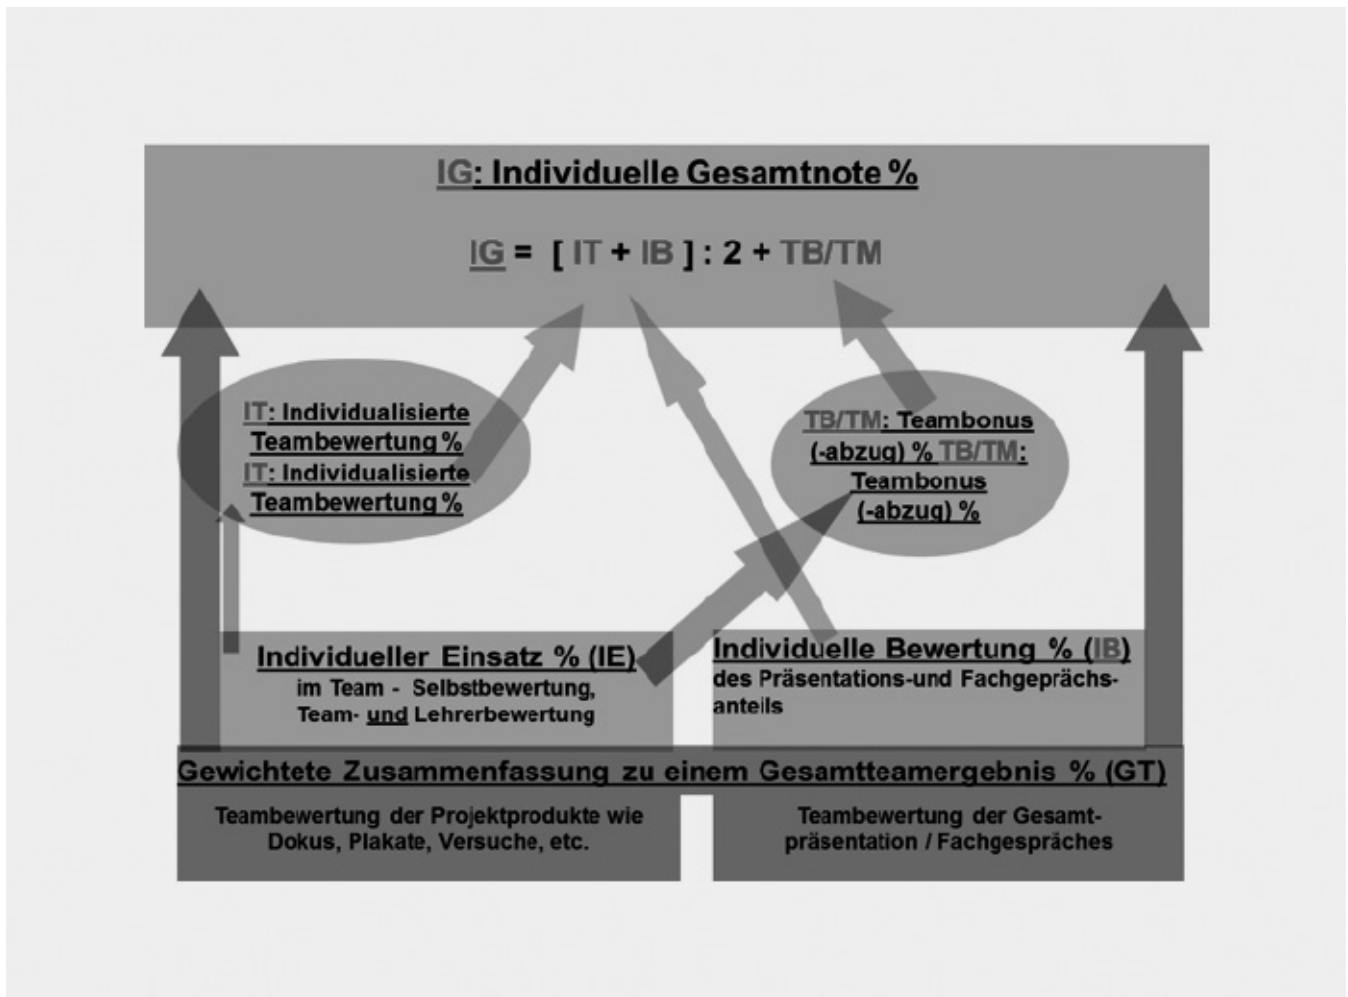 IG: Individuelle Gesamtnote %
IG = [ IT + IB ] : 2 + TB/TM
IT: Individualisierte
Teambewertung %
IT: Individualisierte
Teambewertung %
TB/TM: Teambonus
(-abzug) % TB/TM:
Teambonus
(-abzug) %
Individueller Einsatz % (IE)
im Team - Selbstbewertung,
Team- und Lehrerbewertung
Individuelle Bewertung % (IB)
des Präsentations-und Fachgeprächs-
anteils
Gewichtete Zusammenfassung zu einem Gesamtteamergebnis % (GT)
Teambewertung der Projektprodukte wie
Dokus, Plakate, Versuche, etc.
Teambewertung der Gesamt-
präsentation / Fachgespräches